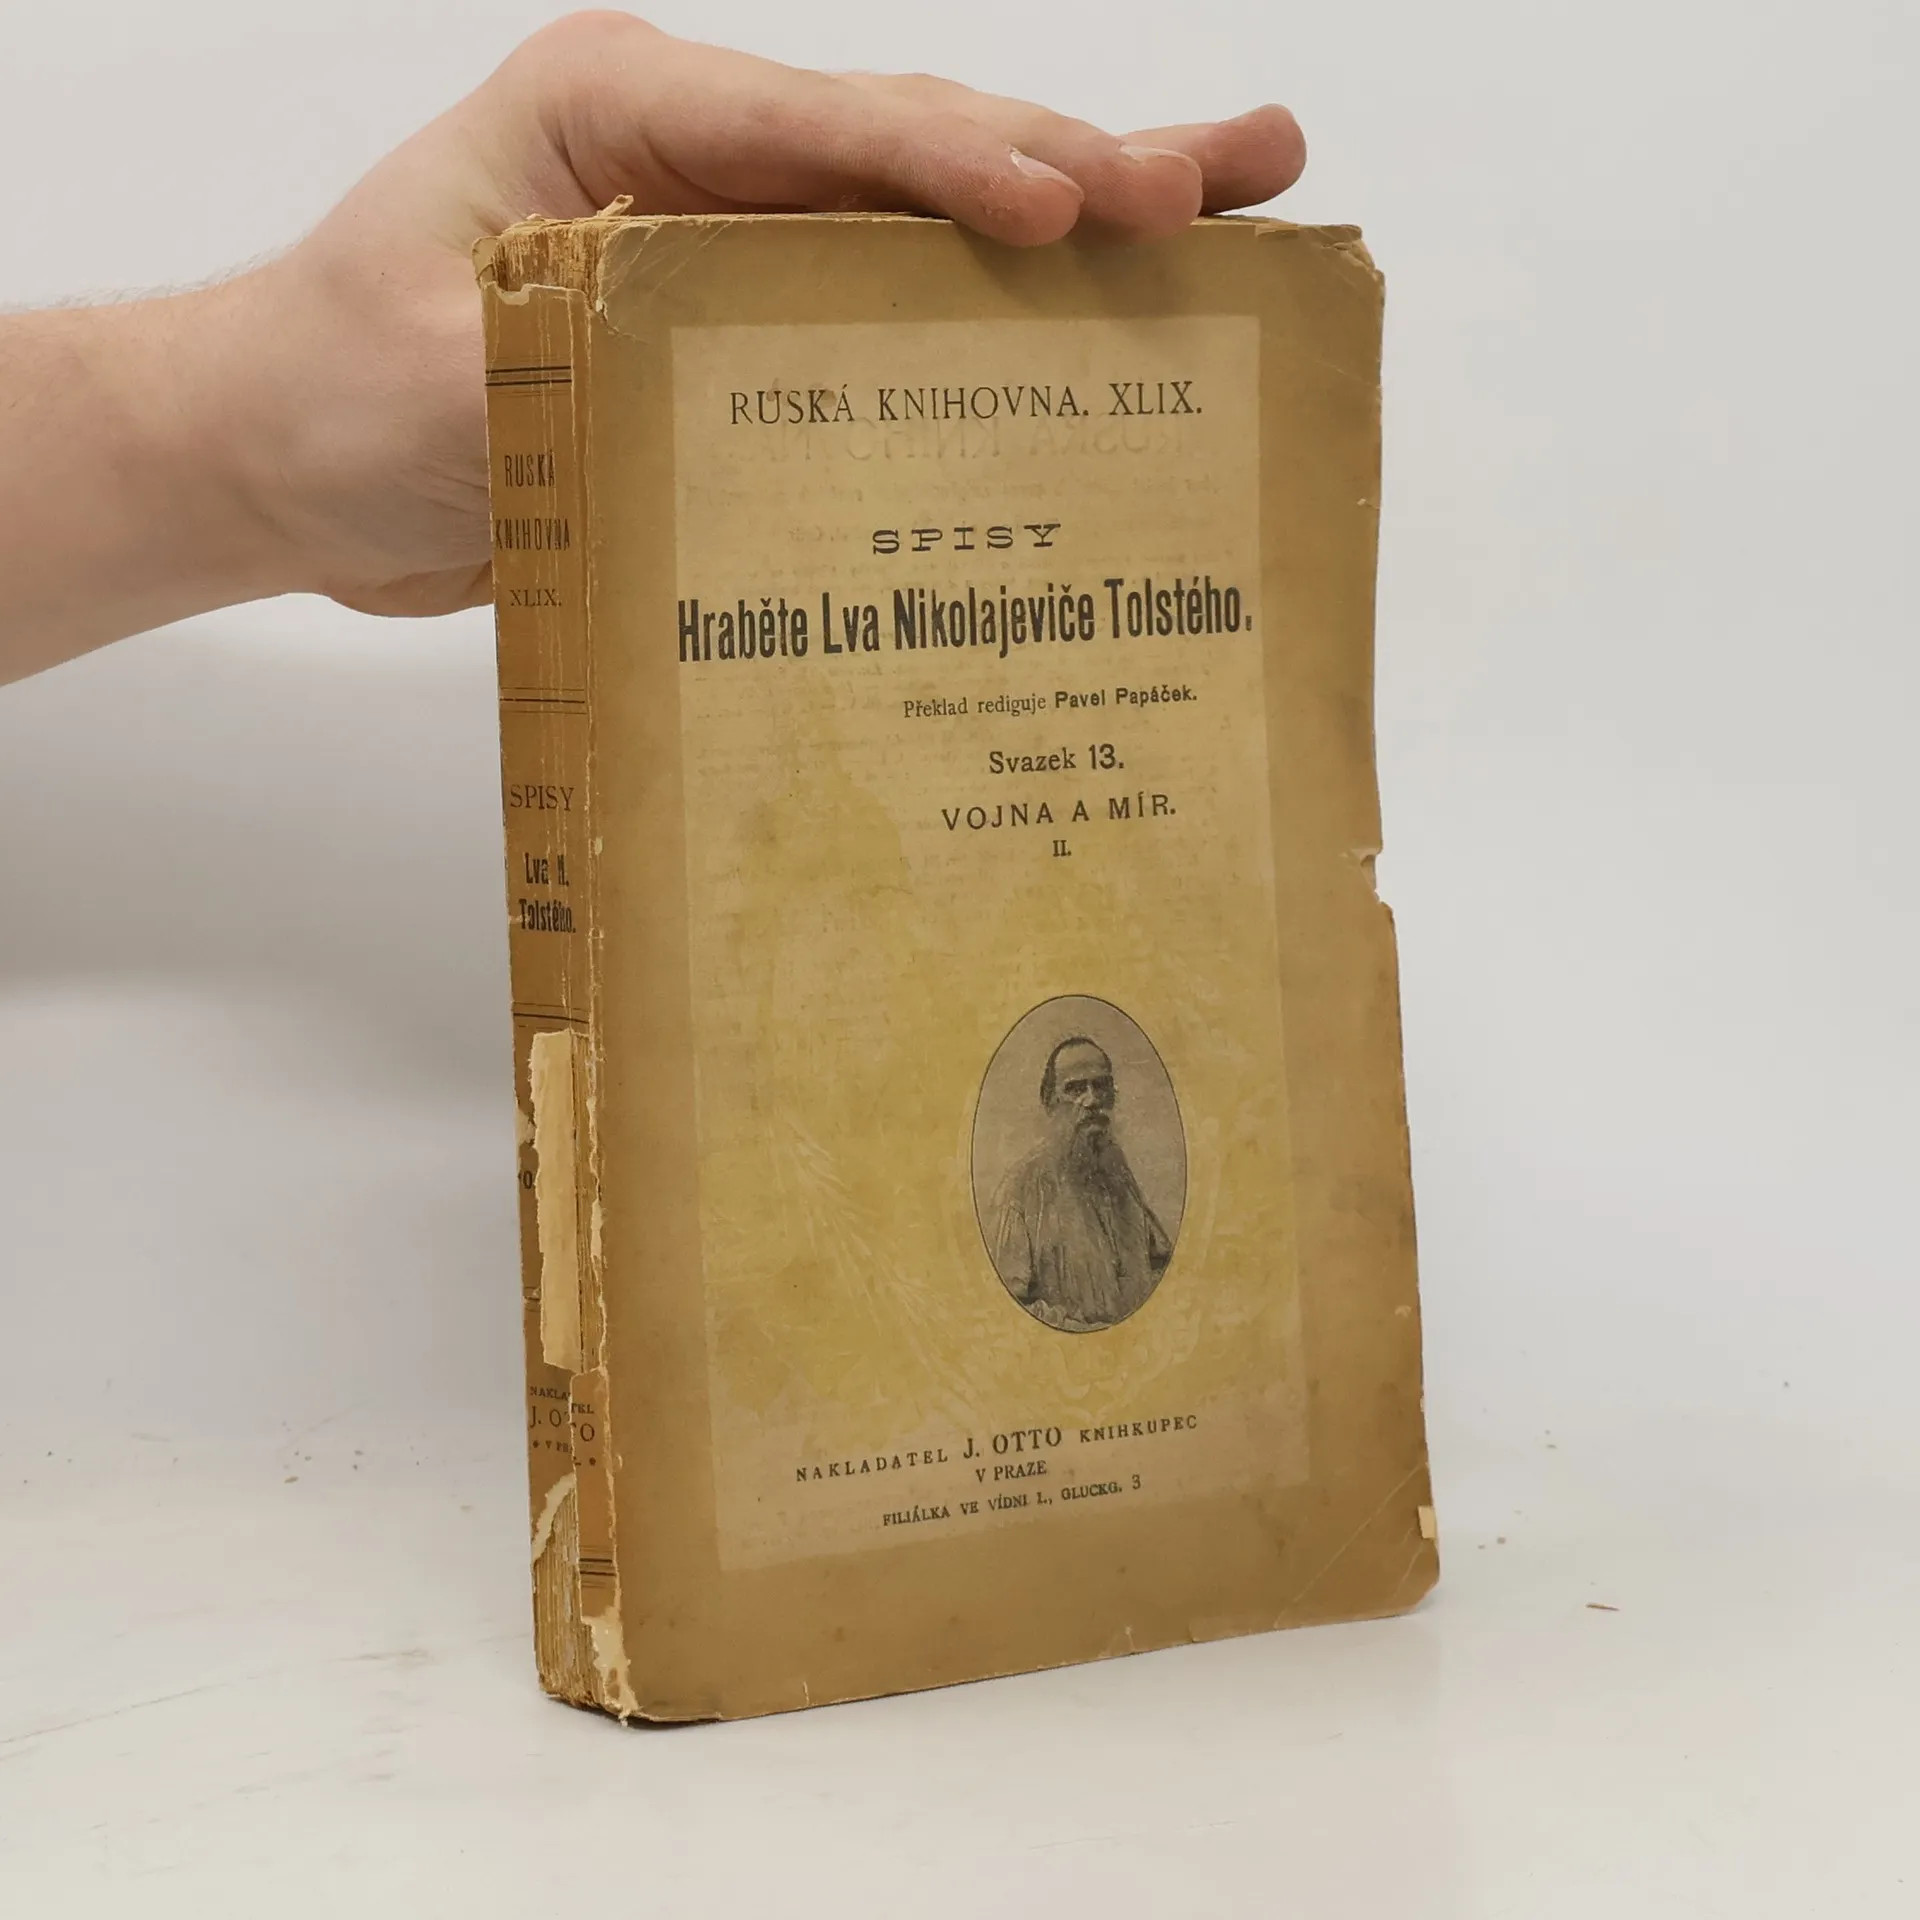 RUSKÁ KNIHOVNA. XLIX.
SPISY
Hraběte Lva Nikolajeviče Tolstého.
Překlad rediguje Pavel Papáček.
Svazek 13.
VOJNA A MÍR.
II.
NAKLADATEL J. OTTO KNIHKUPEC
V PRAZE
FILIÁLKA VE VÍDNI I., GLUCKG. 3
RUSKÁ
KNIHOVNA
XLIX.
SPISY
Lva N.
Tolstého.
J. OTTO